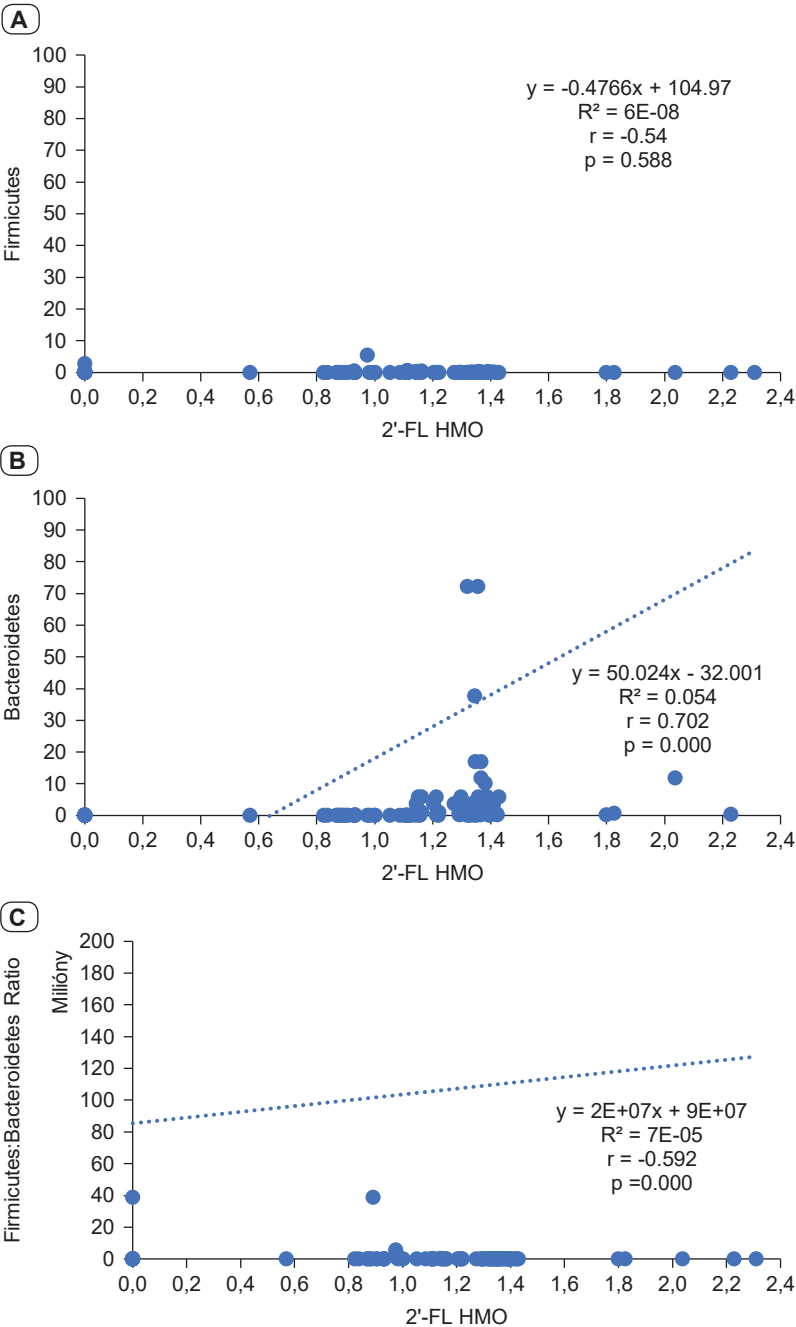 A
100
90
80
70
60
50
40
30
20
10
0
Firmicutes
y = -0.4766x + 104.97
R² = 6E-08
r = -0.54
p = 0.588
0,0 0,2 0,4 0,6 0,8 1,0 1,2 1,4 1,6 1,8 2,0 2,2 2,4
2'-FL HMO
B
100
90
80
70
60
50
40
30
20
10
0
Bacteroidetes
y = 50.024x - 32.001
R² = 0.054
r = 0.702
p = 0.000
0,0 0,2 0,4 0,6 0,8 1,0 1,2 1,4 1,6 1,8 2,0 2,2 2,4
2'-FL HMO
C
Firmicutes:Bacteroidetes Ratio
Milióny
200
180
160
140
120
100
80
60
40
20
0
y = 2E+07x + 9E+07
R² = 7E-05
r = -0.592
p =0.000
0,0 0,2 0,4 0,6 0,8 1,0 1,2 1,4 1,6 1,8 2,0 2,2 2,4
2'-FL HMO